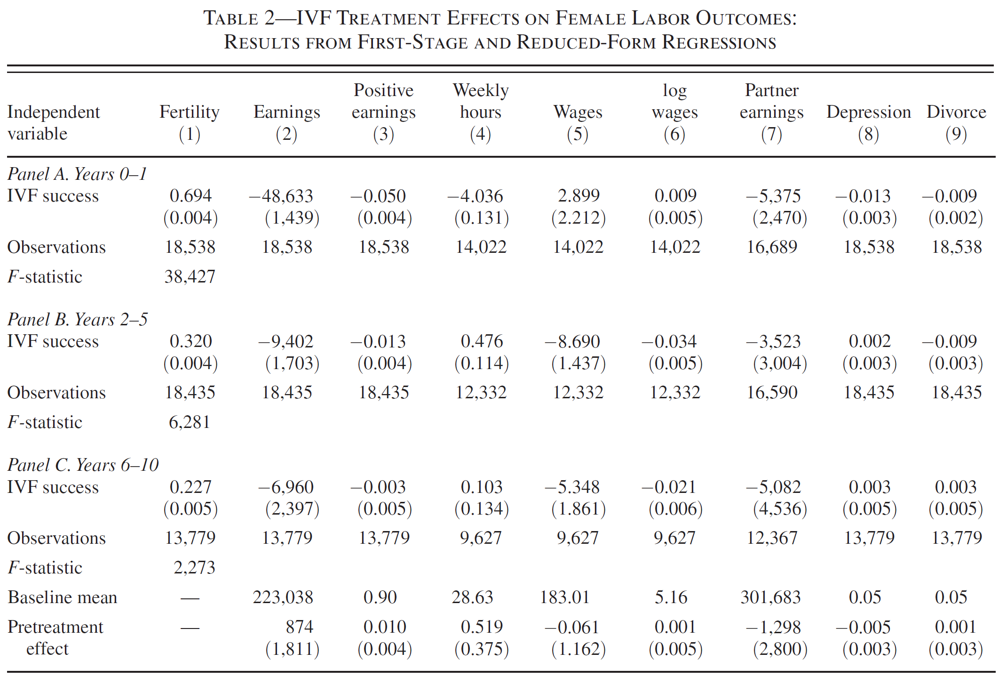 TABLE 2—IVF TREATMENT EFFECTS ON FEMALE LABOR OUTCOMES:
RESULTS FROM FIRST-STAGE AND REDUCED-FORM REGRESSIONS
Positive Weekly log Partner
Independent Fertility Earnings earnings hours Wages wages earnings Depression Divorce
variable (1) (2) (3) (4) (5) (6) (7) (8) (9)
Panel A. Years 0–1
IVF success 0.694 −48,633 −0.050 −4.036 2.899 0.009 −5,375 −0.013 −0.009
(0.004) (1,439) (0.004) (0.131) (2.212) (0.005) (2,470) (0.003) (0.002)
Observations 18,538 18,538 18,538 14,022 14,022 14,022 16,689 18,538 18,538
F-statistic 38,427
Panel B. Years 2–5
IVF success 0.320 −9,402 −0.013 0.476 −8.690 −0.034 −3,523 0.002 −0.009
(0.004) (1,703) (0.004) (0.114) (1.437) (0.005) (3,004) (0.003) (0.003)
Observations 18,435 18,435 18,435 12,332 12,332 12,332 16,590 18,435 18,435
F-statistic 6,281
Panel C. Years 6–10
IVF success 0.227 −6,960 −0.003 0.103 −5.348 −0.021 −5,082 0.003 0.003
(0.005) (2,397) (0.005) (0.134) (1.861) (0.006) (4,536) (0.005) (0.005)
Observations 13,779 13,779 13,779 9,627 9,627 9,627 12,367 13,779 13,779
F-statistic 2,273
Baseline mean — 223,038 0.90 28.63 183.01 5.16 301,683 0.05 0.05
Pretreatment — 874 0.010 0.519 −0.061 0.001 −1,298 −0.005 0.001
effect (1,811) (0.004) (0.375) (1.162) (0.005) (2,800) (0.003) (0.003)